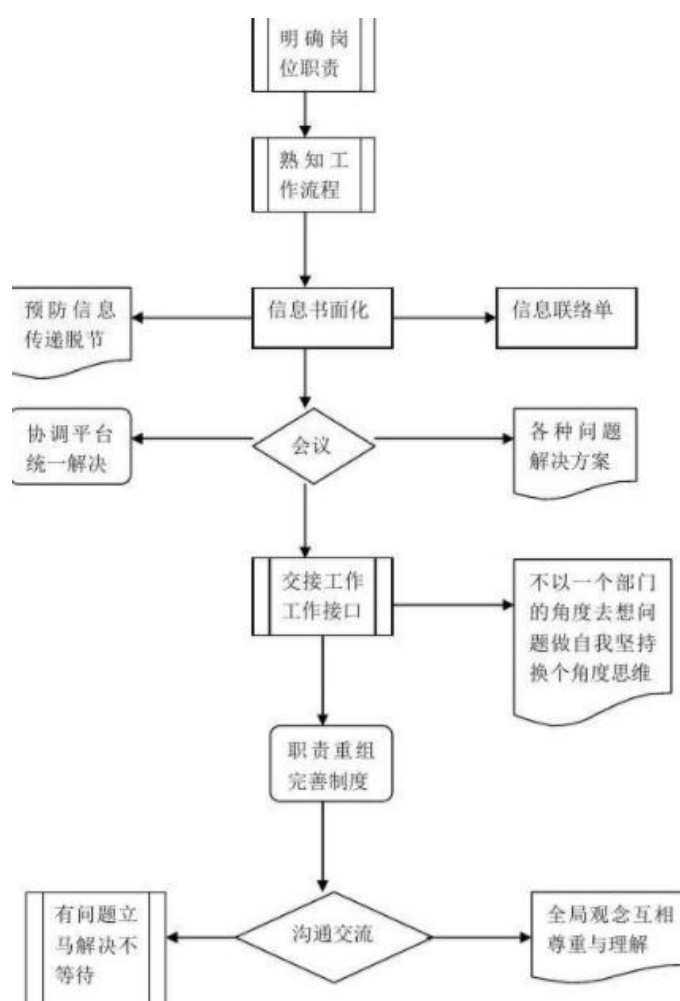 明确岗
位职责
熟知工
作流程
预防信息
传递脱节
信息书面化
信息联络单
协调平台
统一解决
会议
各种问题
解决方案
交接工作
工作接口
不以一个部门
的角度去想问
题做自我坚持
换个角度思维
职责重组
完善制度
有问题立
马解决不
等待
沟通交流
全局观念互相
尊重与理解